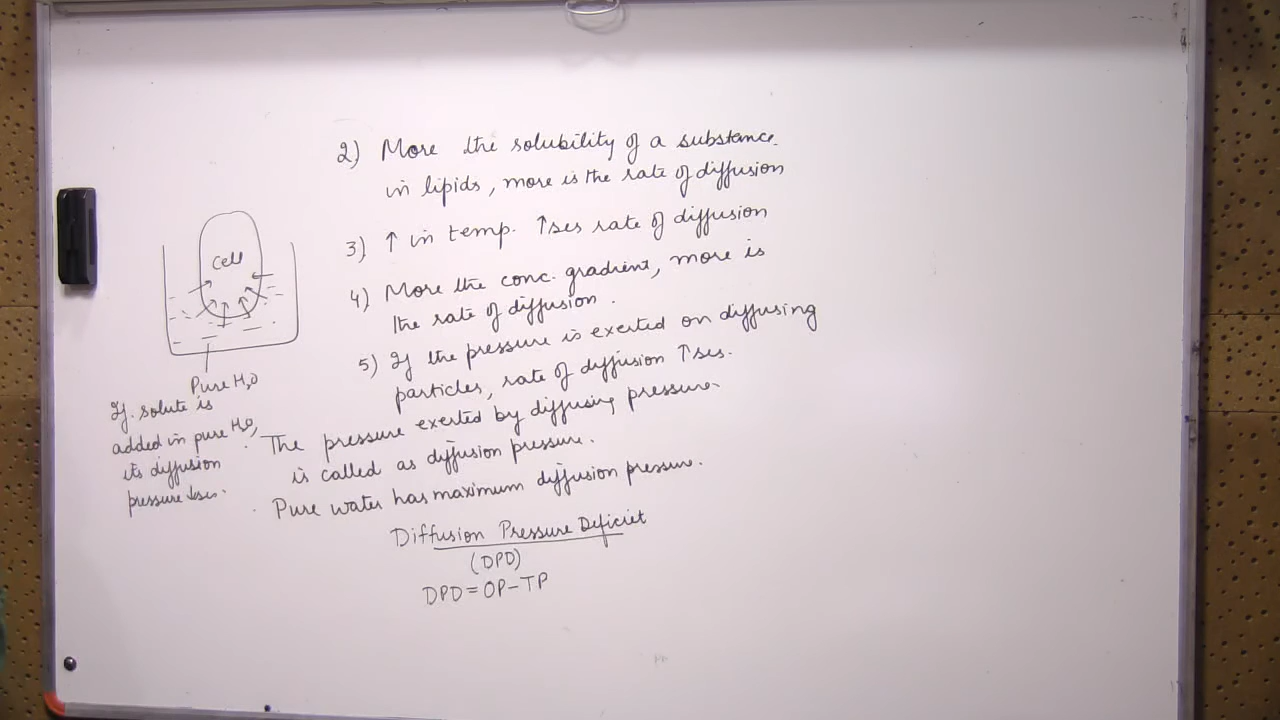 2) More the solubility of a substance
in lipids, more is the rate of diffusion
3) ↑ in temp. ↑ses rate of diffusion
4) More the conc. gradient, more is
the rate of diffusion.
5) If the pressure is exerted on diffusing
particles, rate of diffusion ↑ses.
The pressure exerted by diffusing pressure
is called as diffusion pressure.
Pure water has maximum diffusion pressure.
Diffusion Pressure Deficiet
(DPD)
DPD = OP-TP
Cell
Pure H₂O
If solute is
added in pure H₂O,
its diffusion
pressure ↓ses.